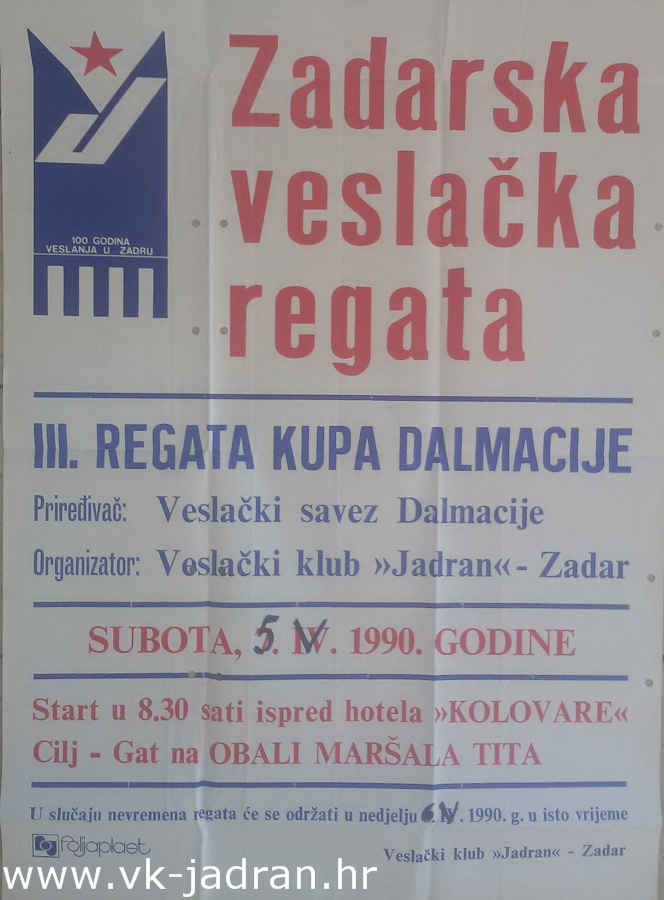 100 GODINA
VESLANJA U ZADRU
Zadarska
veslačka
regata
III. REGATA KUPA DALMACIJE
Priređivač: Veslački savez Dalmacije
Organizator: Veslački klub »Jadran« - Zadar
SUBOTA, 5. V. 1990. GODINE
Start u 8.30 sati ispred hotela »KOLOVARE«
Cilj - Gat na OBALI MARŠALA TITA
U slučaju nevremena regata će se održati u nedjelju 6. V. 1990. g. u isto vrijeme
folijaplast
Veslački klub »Jadran« - Zadar
www.vk-jadran.hr